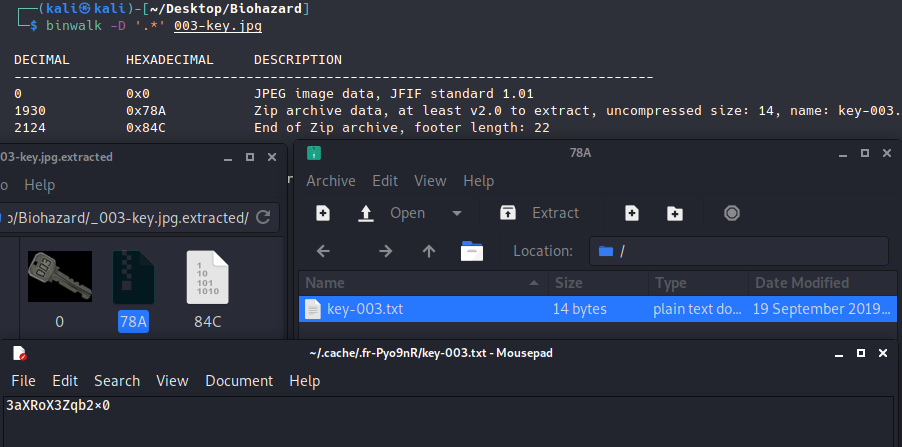 (kali㉿kali)-[~/Desktop/Biohazard]
$ binwalk -D '.*' 003-key.jpg
DECIMAL HEXADECIMAL DESCRIPTION
--------------------------------------------------------------------------------
0 0x0 JPEG image data, JFIF standard 1.01
1930 0x78A Zip archive data, at least v2.0 to extract, uncompressed size: 14, name: key-003.
2124 0x84C End of Zip archive, footer length: 22
03-key.jpg.extracted
o Help
/Biohazard/_003-key.jpg.extracted/
003
0 78A 84C
1
10
101
1010
78A
Archive Edit View Help
Open Extract
Location: /
Name Size Type Date Modified
key-003.txt 14 bytes plain text do... 19 September 2019...
~/.cache/.fr-Pyo9nR/key-003.txt - Mousepad
File Edit Search View Document Help
3aXRoX3Zqb2x0